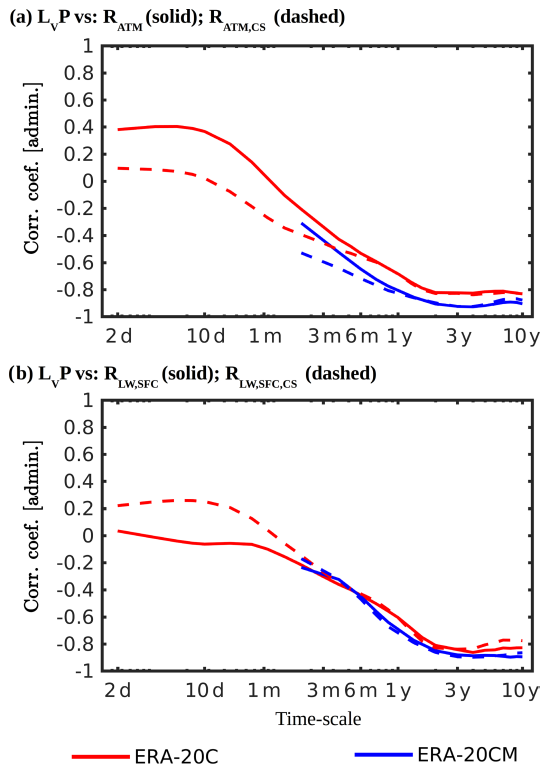 (a) L_V P vs: R_ATM (solid); R_ATM,CS (dashed)
1
0.8
0.6
0.4
0.2
0
-0.2
-0.4
-0.6
-0.8
-1
Corr. coef. [admin.]
2 d 10 d 1 m 3 m 6 m 1 y 3 y 10 y
(b) L_V P vs: R_LW,SFC (solid); R_LW,SFC,CS (dashed)
1
0.8
0.6
0.4
0.2
0
-0.2
-0.4
-0.6
-0.8
-1
Corr. coef. [admin.]
2 d 10 d 1 m 3 m 6 m 1 y 3 y 10 y
Time-scale
ERA-20C ERA-20CM